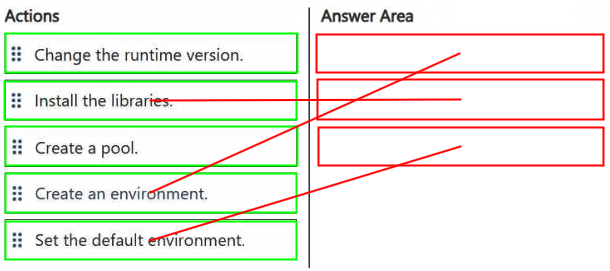 Actions
Answer Area
Change the runtime version.
Install the libraries.
Create a pool.
Create an environment.
Set the default environment.